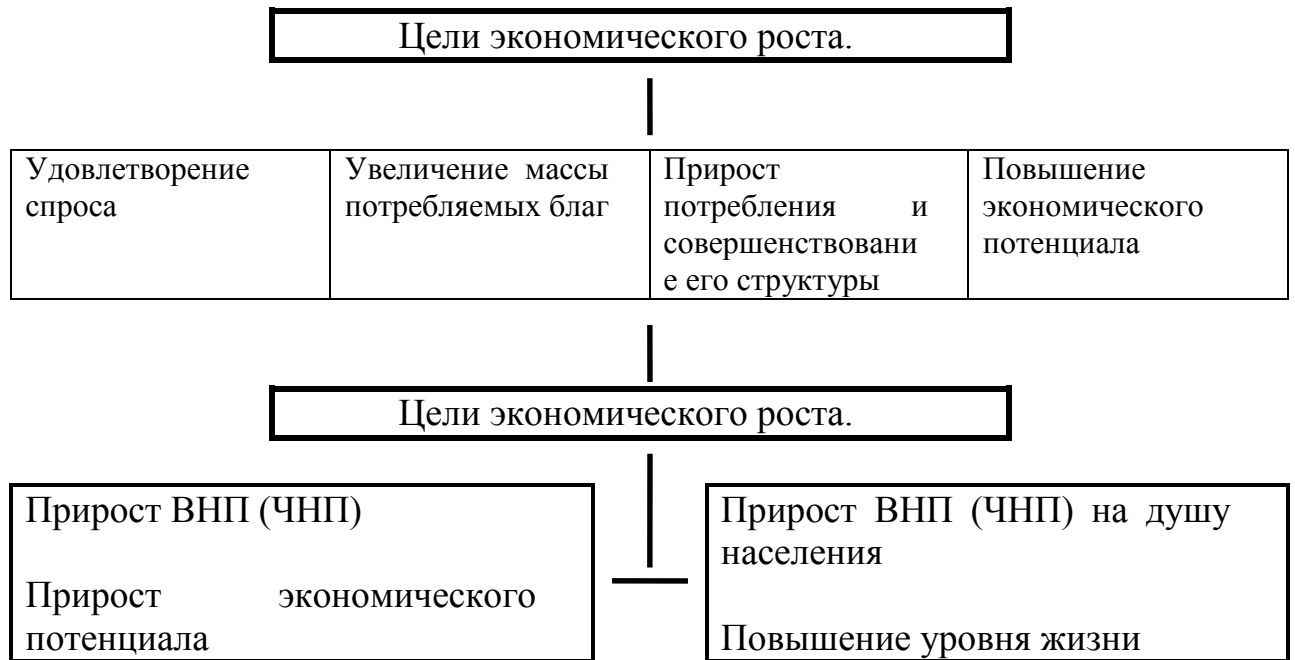 Цели экономического роста.
Удовлетворение
спроса
Увеличение массы
потребляемых благ
Прирост
потребления и
совершенствовани
е его структуры
Повышение
экономического
потенциала
Цели экономического роста.
Прирост ВНП (ЧНП)
Прирост экономического
потенциала
Прирост ВНП (ЧНП) на душу
населения
Повышение уровня жизни